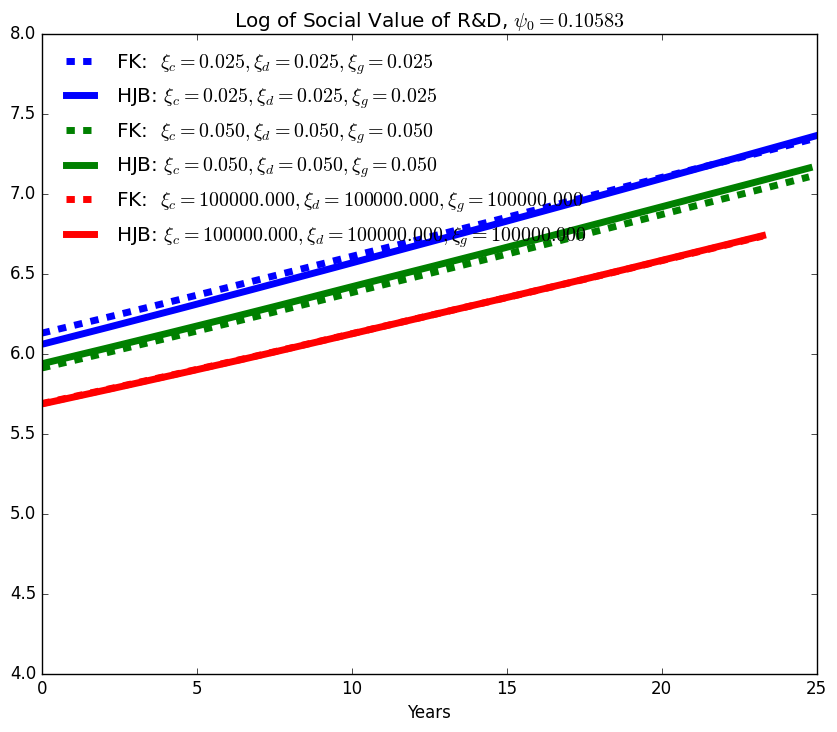 Log of Social Value of R&D, ψ₀ = 0.10583
8.0
7.5
7.0
6.5
6.0
5.5
5.0
4.5
4.0
FK: ξ_c = 0.025, ξ_d = 0.025, ξ_g = 0.025
HJB: ξ_c = 0.025, ξ_d = 0.025, ξ_g = 0.025
FK: ξ_c = 0.050, ξ_d = 0.050, ξ_g = 0.050
HJB: ξ_c = 0.050, ξ_d = 0.050, ξ_g = 0.050
FK: ξ_c = 100000.000, ξ_d = 100000.000, ξ_g = 100000.000
HJB: ξ_c = 100000.000, ξ_d = 100000.000, ξ_g = 100000.000
0 5 10 15 20 25
Years